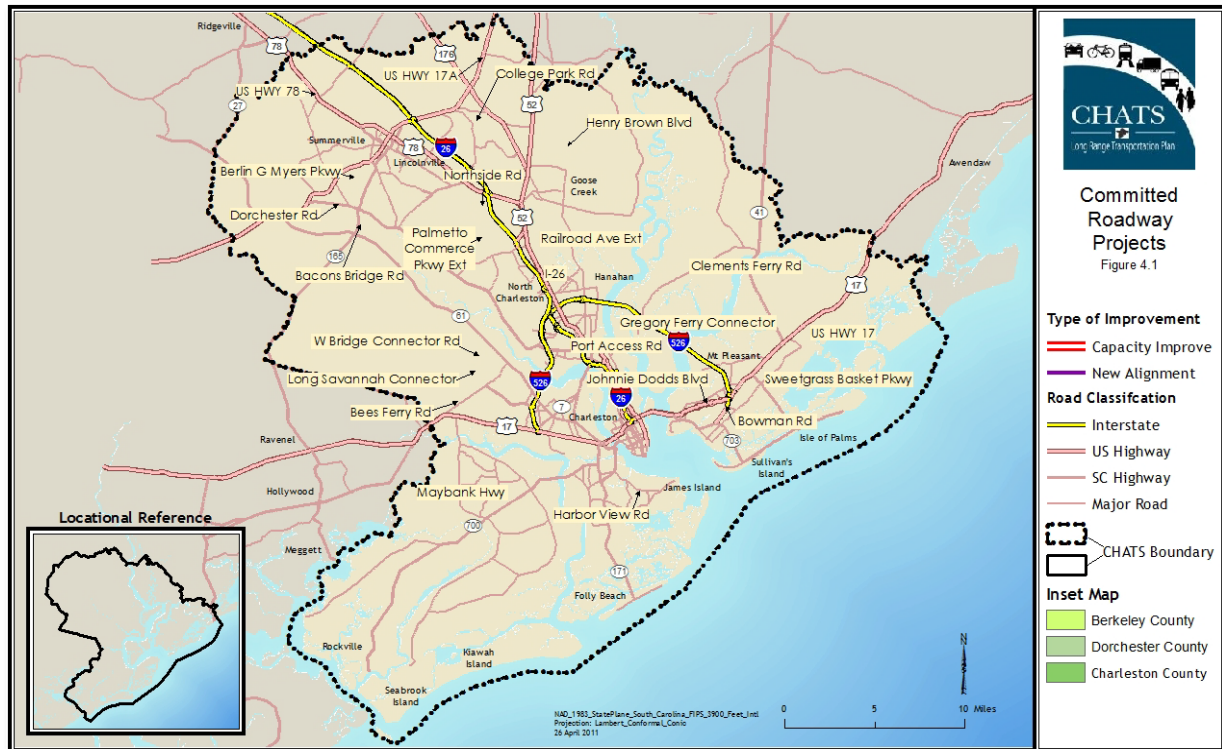 Ridgeville
78
176
US HWY 17A
College Park Rd
US HWY 78
27
52
Henry Brown Blvd
Summerville
78
Lincolnville
26
Awendaw
Berlin G Myers Pkwy
Northside Rd
Goose
Creek
Dorchester Rd
52
41
Palmetto
Commerce
Pkwy Ext
Railroad Ave Ext
165
Bacons Bridge Rd
I-26
Hanahan
Clements Ferry Rd
17
North
Charleston
61
Gregory Ferry Connector
US HWY 17
W Bridge Connector Rd
Port Access Rd
526
Mt Pleasant
Long Savannah Connector
526
Johnnie Dodds Blvd
Sweetgrass Basket Pkwy
26
Bees Ferry Rd
7
Charleston
Bowman Rd
17
703
Isle of Palms
Ravenel
Sullivan's
Island
Hollywood
Maybank Hwy
James Island
Harbor View Rd
700
Meggett
171
Folly Beach
Rockville
Kiawah
Island
Seabrook
Island
N
NAD_1983_StatePlane_South_Carolina_FIPS_3900_Feet_Intl
Projection: Lambert_Conformal_Conic
26 April 2011
0 5 10 Miles
Locational Reference
CHATS
Long Range Transportation Plan
Committed
Roadway
Projects
Figure 4.1
Type of Improvement
Capacity Improve
New Alignment
Road Classifcation
Interstate
US Highway
SC Highway
Major Road
CHATS Boundary
Inset Map
Berkeley County
Dorchester County
Charleston County